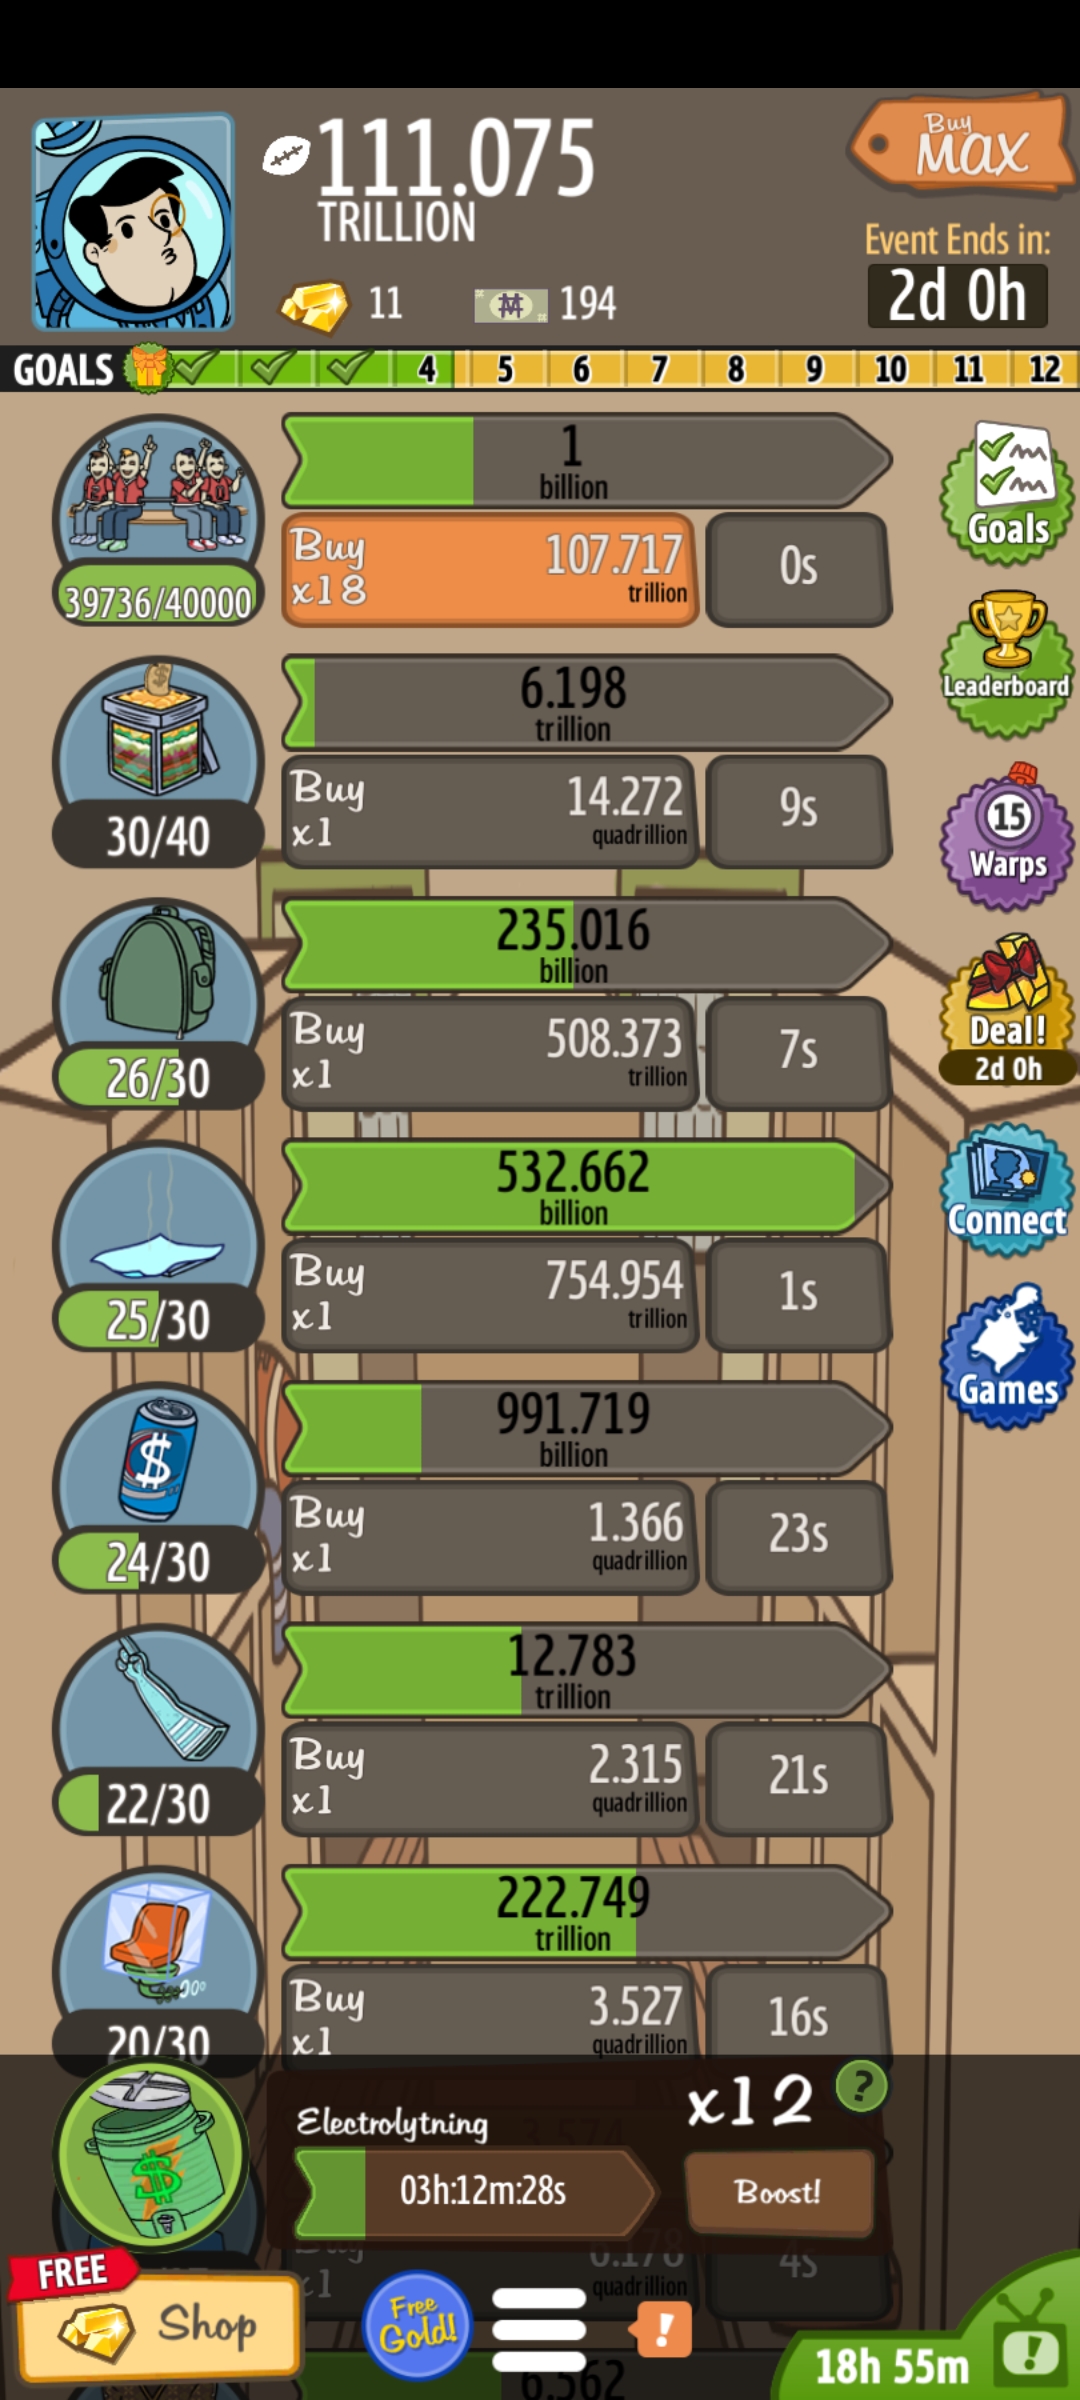 111.075
TRILLION
Buy
MAX
Event Ends in:
2d 0h
11
194
GOALS 4 5 6 7 8 9 10 11 12
1
billion
39736/40000
Buy
x18
107.717
trillion
0s
Goals
6.198
trillion
30/40
Buy
x1
14.272
quadrillion
9s
Leaderboard
235.016
billion
26/30
Buy
x1
508.373
trillion
7s
15
Warps
532.662
billion
25/30
Buy
x1
754.954
trillion
1s
Deal!
2d 0h
991.719
billion
$
24/30
Buy
x1
1.366
quadrillion
23s
Connect
12.783
trillion
22/30
Buy
x1
2.315
quadrillion
21s
Games
222.749
trillion
20/30
Buy
x1
3.527
quadrillion
16s
3.574
$
Electrolytning
x12
?
03h:12m:28s
Boost!
Buy
x1
6.178
quadrillion
4s
FREE
Shop
Free
Gold!
!
6.562
18h 55m
!